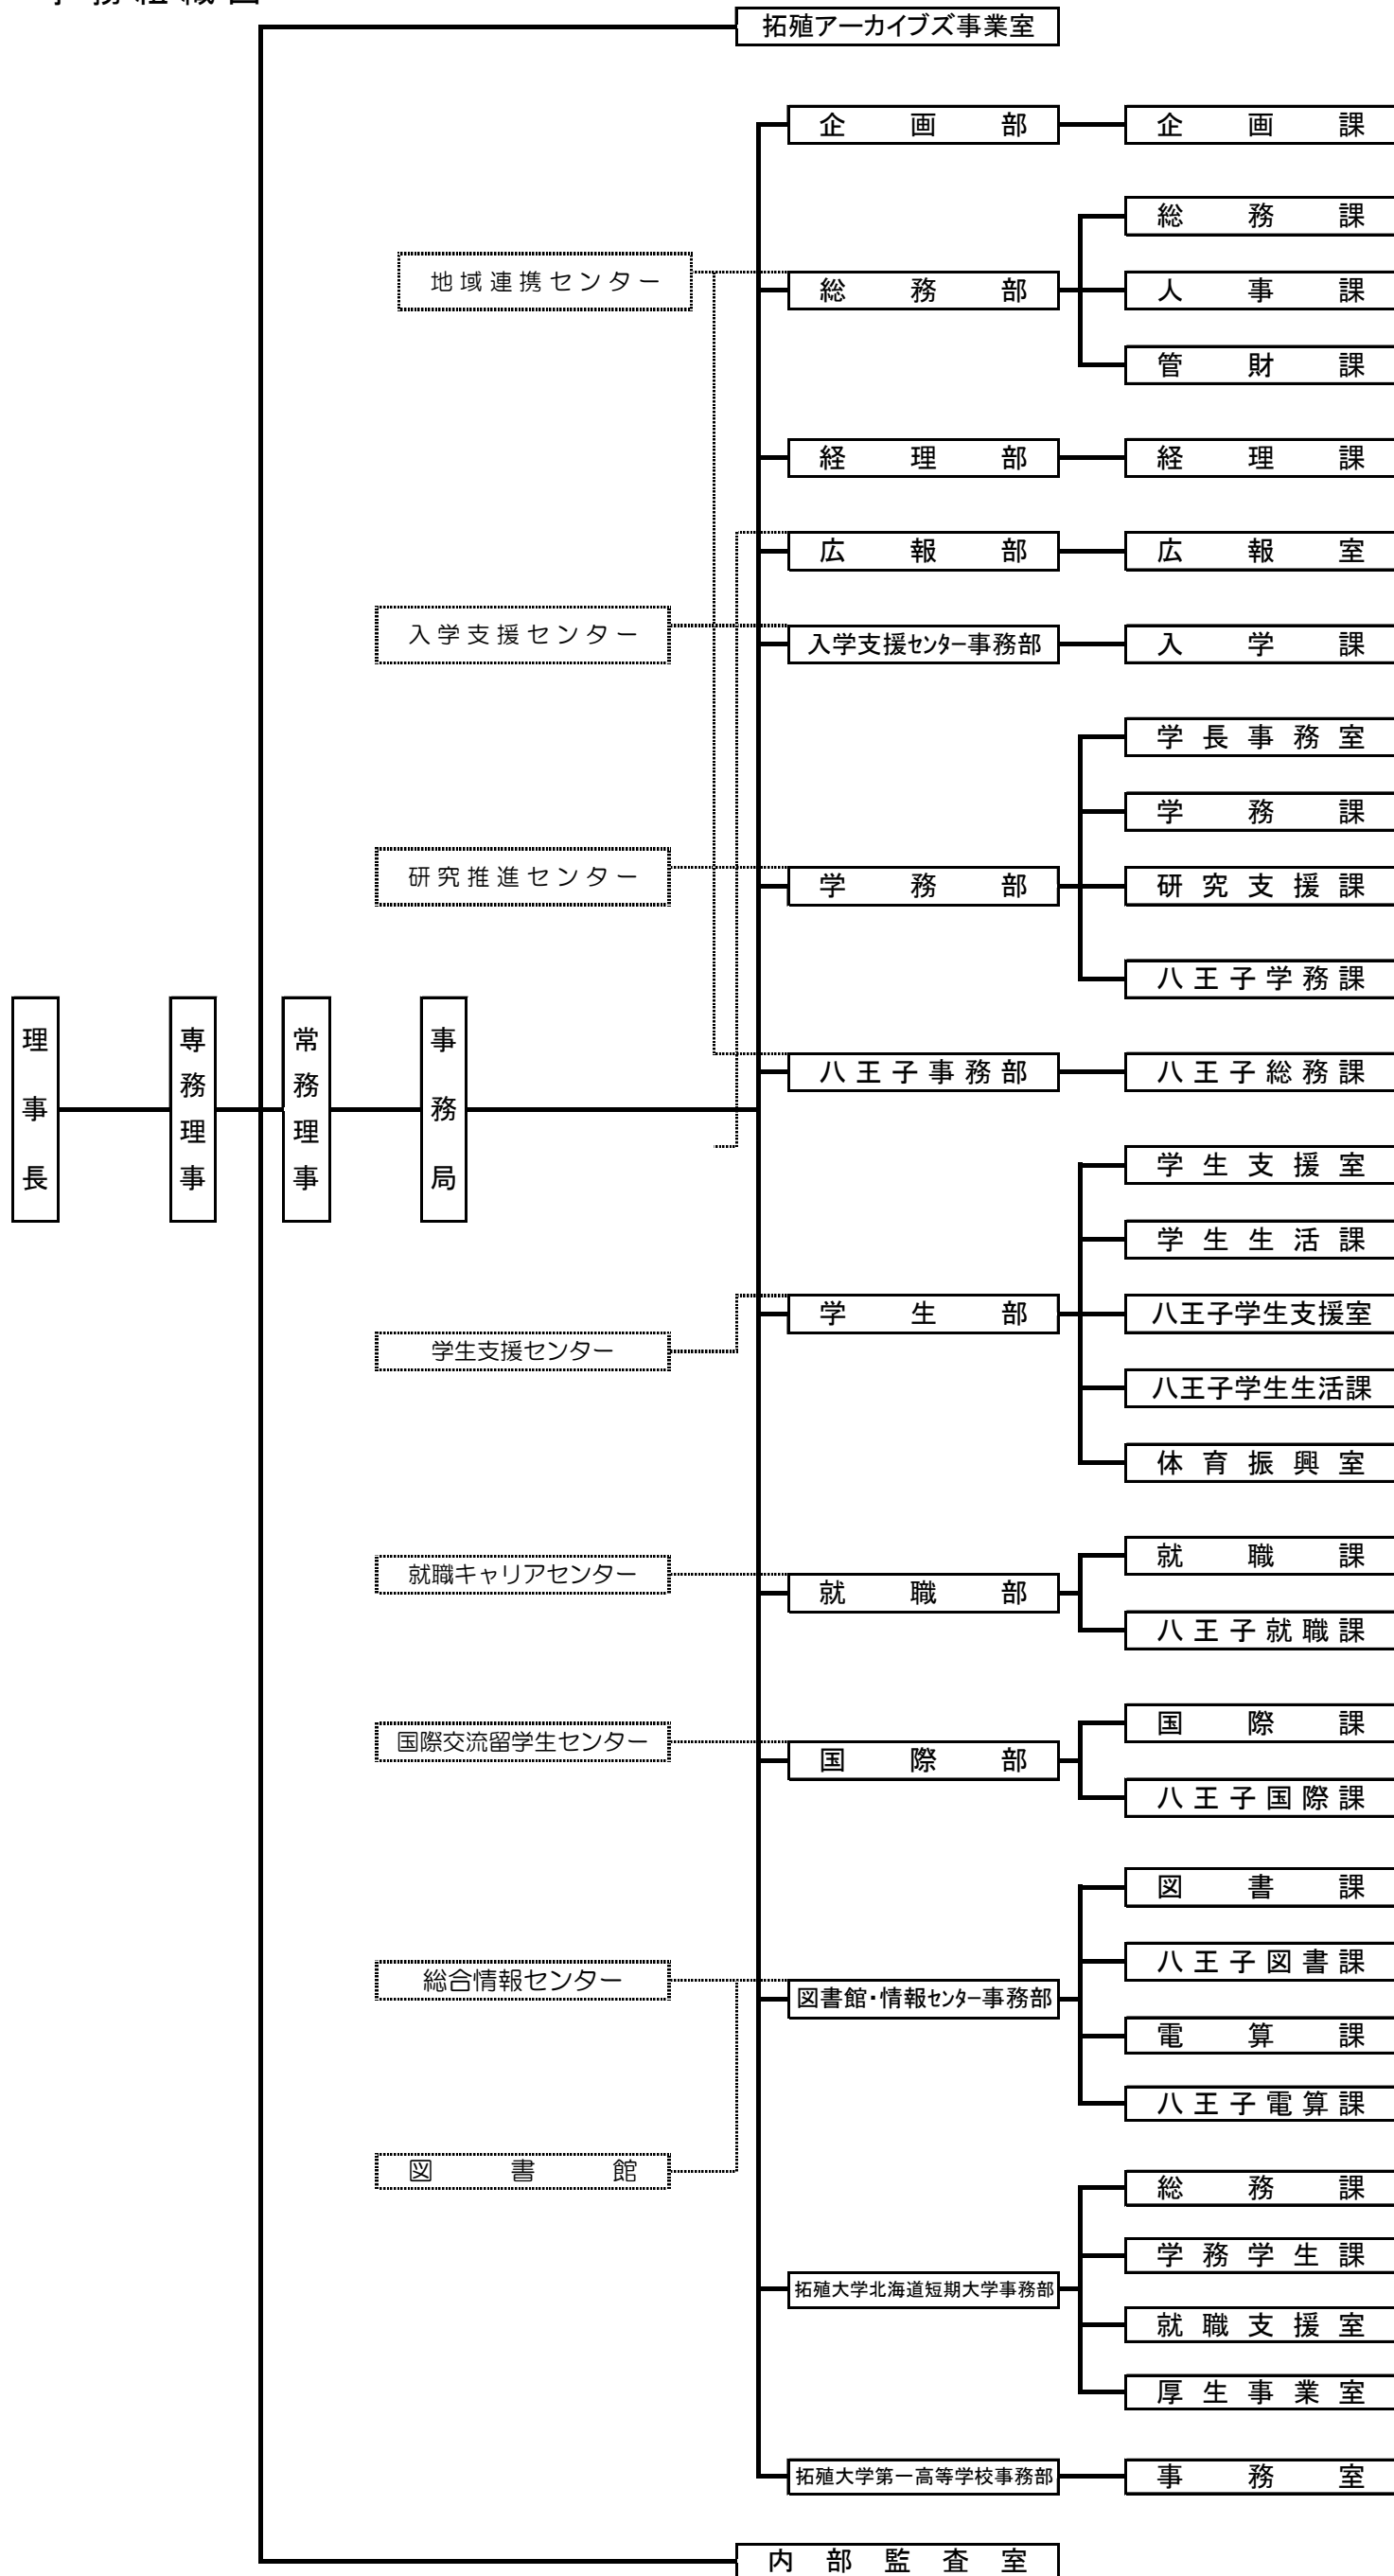 拓殖アーカイブズ事業室
企画部
企画課
総務課
地域連携センター
総務部
人事課
管財課
経理部
経理課
広報部
広報室
入学支援センター
入学支援ｾﾝﾀｰ事務部
入学課
学長事務室
学務課
研究推進センター
学務部
研究支援課
八王子学務課
理事長
専務理事
常務理事
事務局
八王子事務部
八王子総務課
学生支援室
学生生活課
学生部
八王子学生支援室
学生支援センター
八王子学生生活課
体育振興室
就職課
就職キャリアセンター
就職部
八王子就職課
国際課
国際交流留学生センター
国際部
八王子国際課
図書課
八王子図書課
総合情報センター
図書館・情報ｾﾝﾀｰ事務部
電算課
八王子電算課
図書館
総務課
学務学生課
拓殖大学北海道短期大学事務部
就職支援室
厚生事業室
拓殖大学第一高等学校事務部
事務室
内部監査室